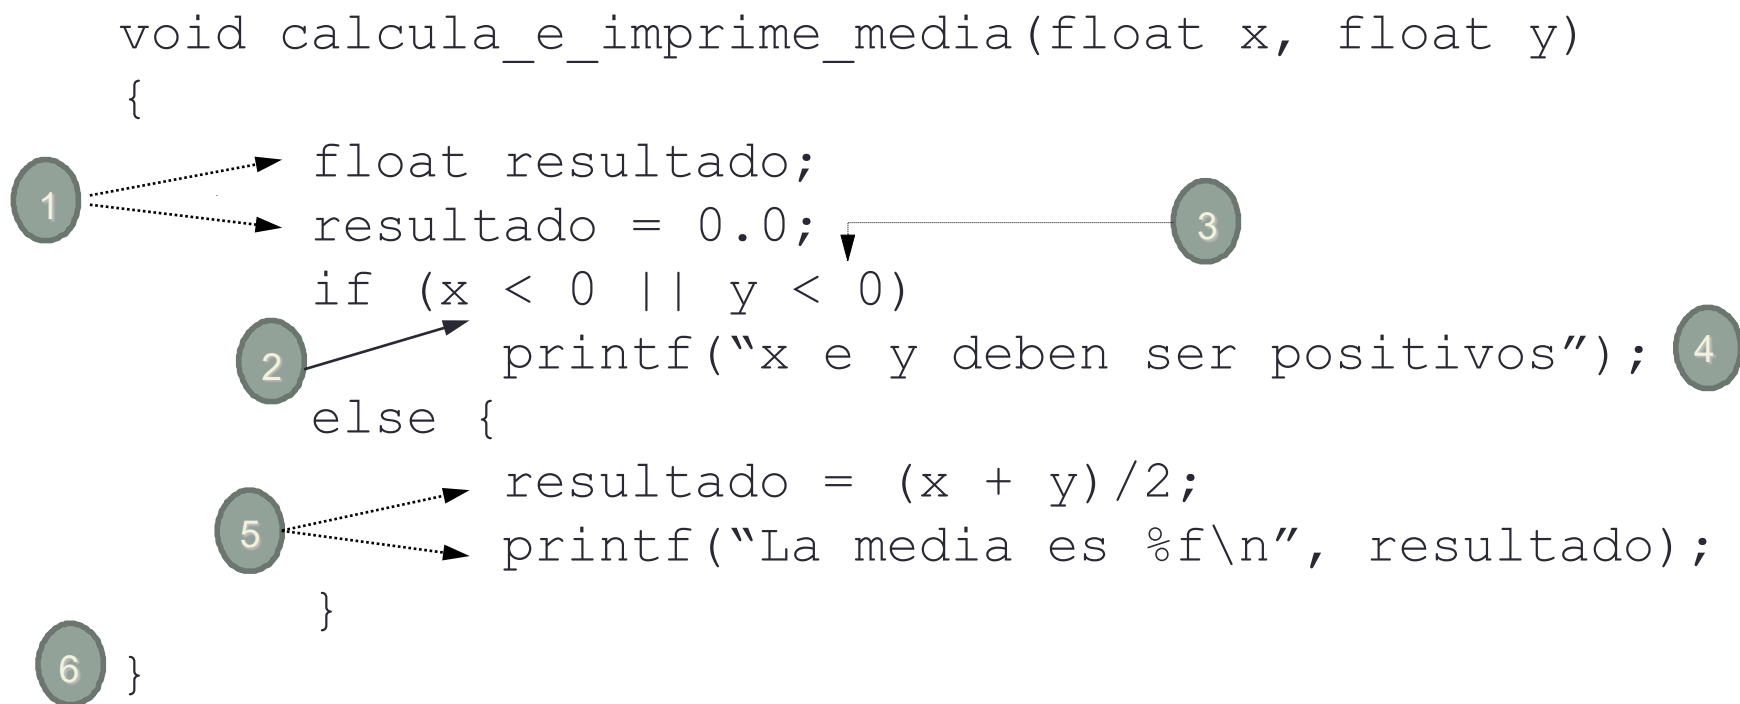 void calcula_e_imprime_media(float x, float y)
{
1 float resultado;
resultado = 0.0; 3
if (x < 0 || y < 0)
2 printf(“x e y deben ser positivos”); 4
else {
resultado = (x + y)/2;
5 printf(“La media es %f\n”, resultado);
}
6 }